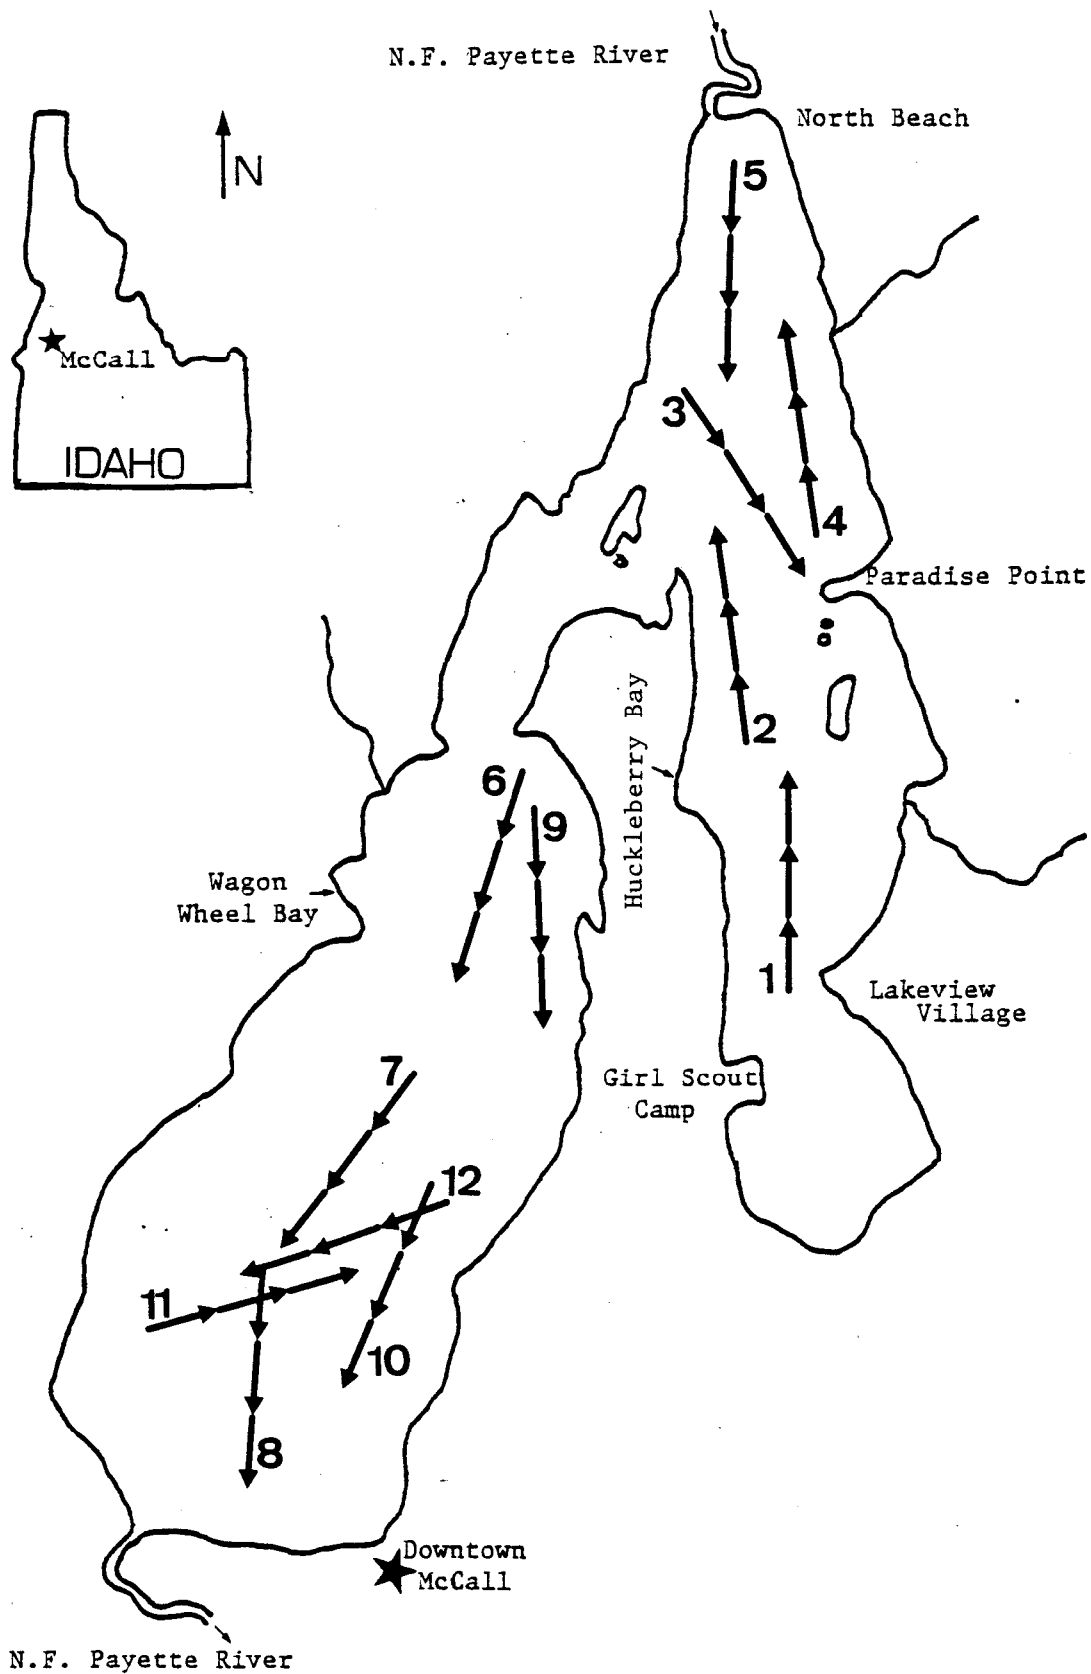 N.F. Payette River
North Beach
N
5
McCall
IDAHO
3
4
Paradise Point
2
Huckleberry Bay
6
9
Wagon
Wheel Bay
1
Lakeview
Village
7
Girl Scout
Camp
12
11
10
8
Downtown
McCall
N.F. Payette River